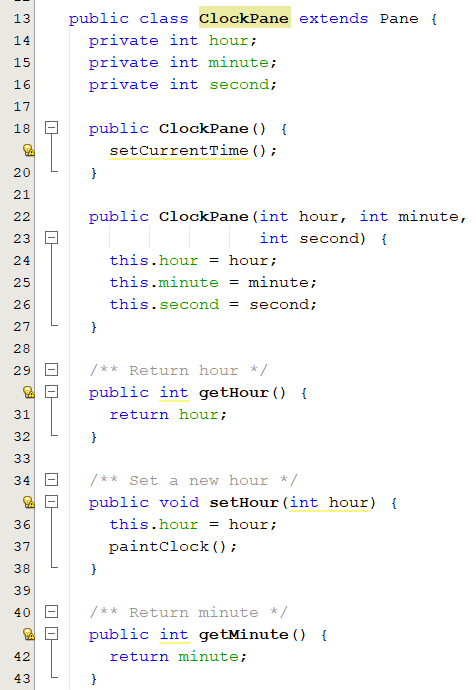 13 public class ClockPane extends Pane {
14   private int hour;
15   private int minute;
16   private int second;
17
18   public ClockPane() {
    setCurrentTime();
20   }
21
22   public ClockPane(int hour, int minute,
23                    int second) {
24     this.hour = hour;
25     this.minute = minute;
26     this.second = second;
27   }
28
29   /** Return hour */
    public int getHour() {
31     return hour;
32   }
33
34   /** Set a new hour */
    public void setHour(int hour) {
36     this.hour = hour;
37     paintClock();
38   }
39
40   /** Return minute */
    public int getMinute() {
42     return minute;
43   }